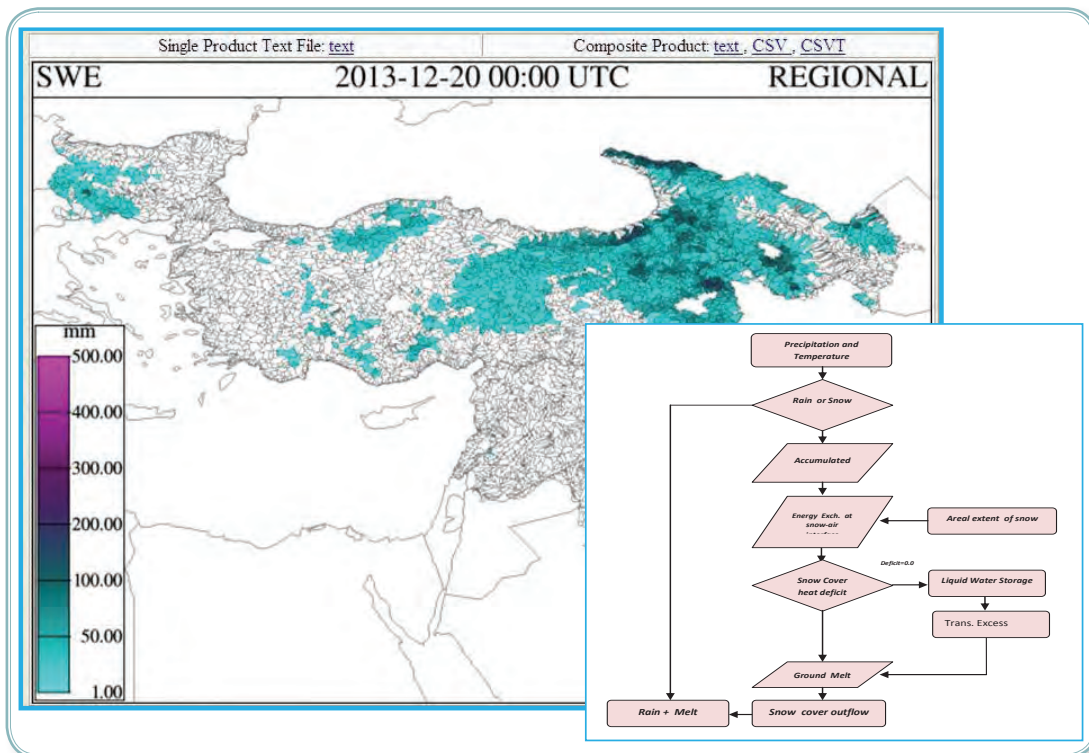 Single Product Text File: text
Composite Product: text , CSV , CSVT
SWE
2013-12-20 00:00 UTC
REGIONAL
mm
500.00
400.00
300.00
200.00
100.00
50.00
1.00
Precipitation and
Temperature
Rain or Snow
Accumulated
Energy Exch. at
snow-air
interface
Areal extent of snow
Deficit=0.0
Snow Cover
heat deficit
Liquid Water Storage
Trans. Excess
Ground Melt
Rain + Melt
Snow cover outflow